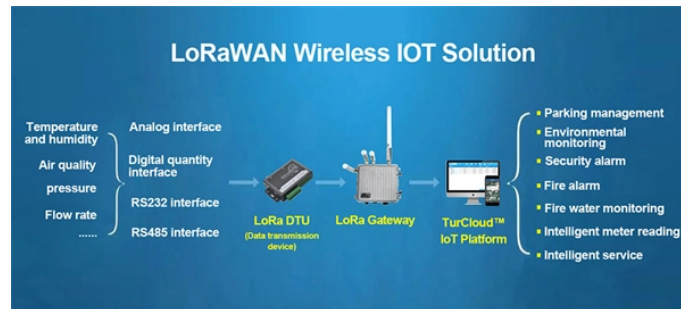 LoRaWAN Wireless IOT Solution
Temperature
and humidity
Air quality
pressure
Flow rate
......
Analog interface
Digital quantity
interface
RS232 interface
RS485 interface
LoRa DTU
(Data transmission
device)
LoRa Gateway
TurCloud™
IoT Platform
Parking management
Environmental
monitoring
Security alarm
Fire alarm
Fire water monitoring
Intelligent meter reading
Intelligent service